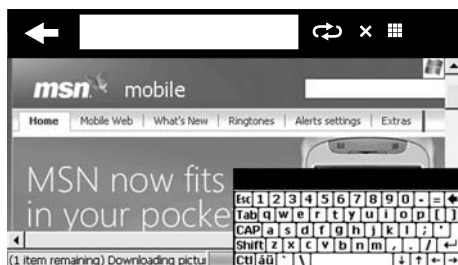 msn mobile
Home Mobile Web What's New Ringtones Alerts settings Extras
MSN now fits
in your pocke
Esc 1 2 3 4 5 6 7 8 9 0 - =
Tab q w e r t y u i o p [ ]
CAP a s d f g h j k l ; '
Shift z x c v b n m , . /
Ctl áü ` \
(1 item remaining) Downloading pictu